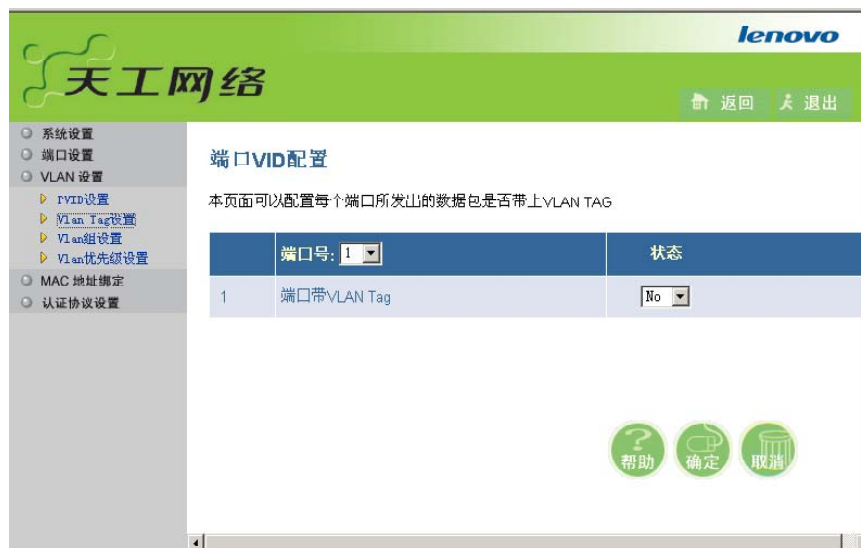 lenovo
天工网络
返回 退出
系统设置
端口设置
VLAN 设置
PVID设置
Vlan Tag设置
Vlan组设置
Vlan优先级设置
MAC 地址绑定
认证协议设置
端口VID配置
本页面可以配置每个端口所发出的数据包是否带上VLAN TAG
端口号: 1 状态
1 端口带VLAN Tag No
? 帮助 确定 取消